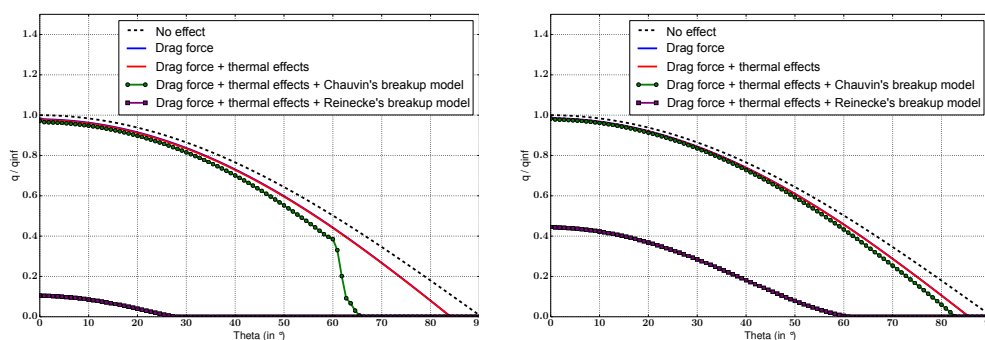 No effect
Drag force
Drag force + thermal effects
Drag force + thermal effects + Chauvin's breakup model
Drag force + thermal effects + Reinecke's breakup model
1.4
1.2
1.0
0.8
0.6
0.4
0.2
0.0
q / qinf
0 10 20 30 40 50 60 70 80 90
Theta (in °)
No effect
Drag force
Drag force + thermal effects
Drag force + thermal effects + Chauvin's breakup model
Drag force + thermal effects + Reinecke's breakup model
1.4
1.2
1.0
0.8
0.6
0.4
0.2
0.0
q / qinf
0 10 20 30 40 50 60 70 80
Theta (in °)